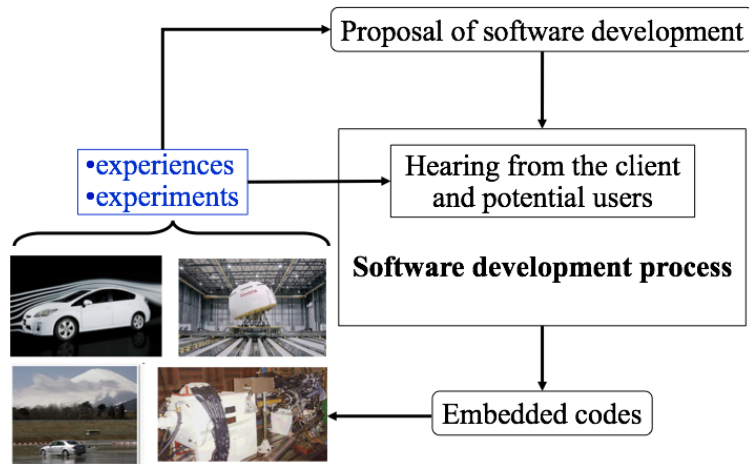 Proposal of software development
•experiences
•experiments
Hearing from the client
and potential users
Software development process
Embedded codes